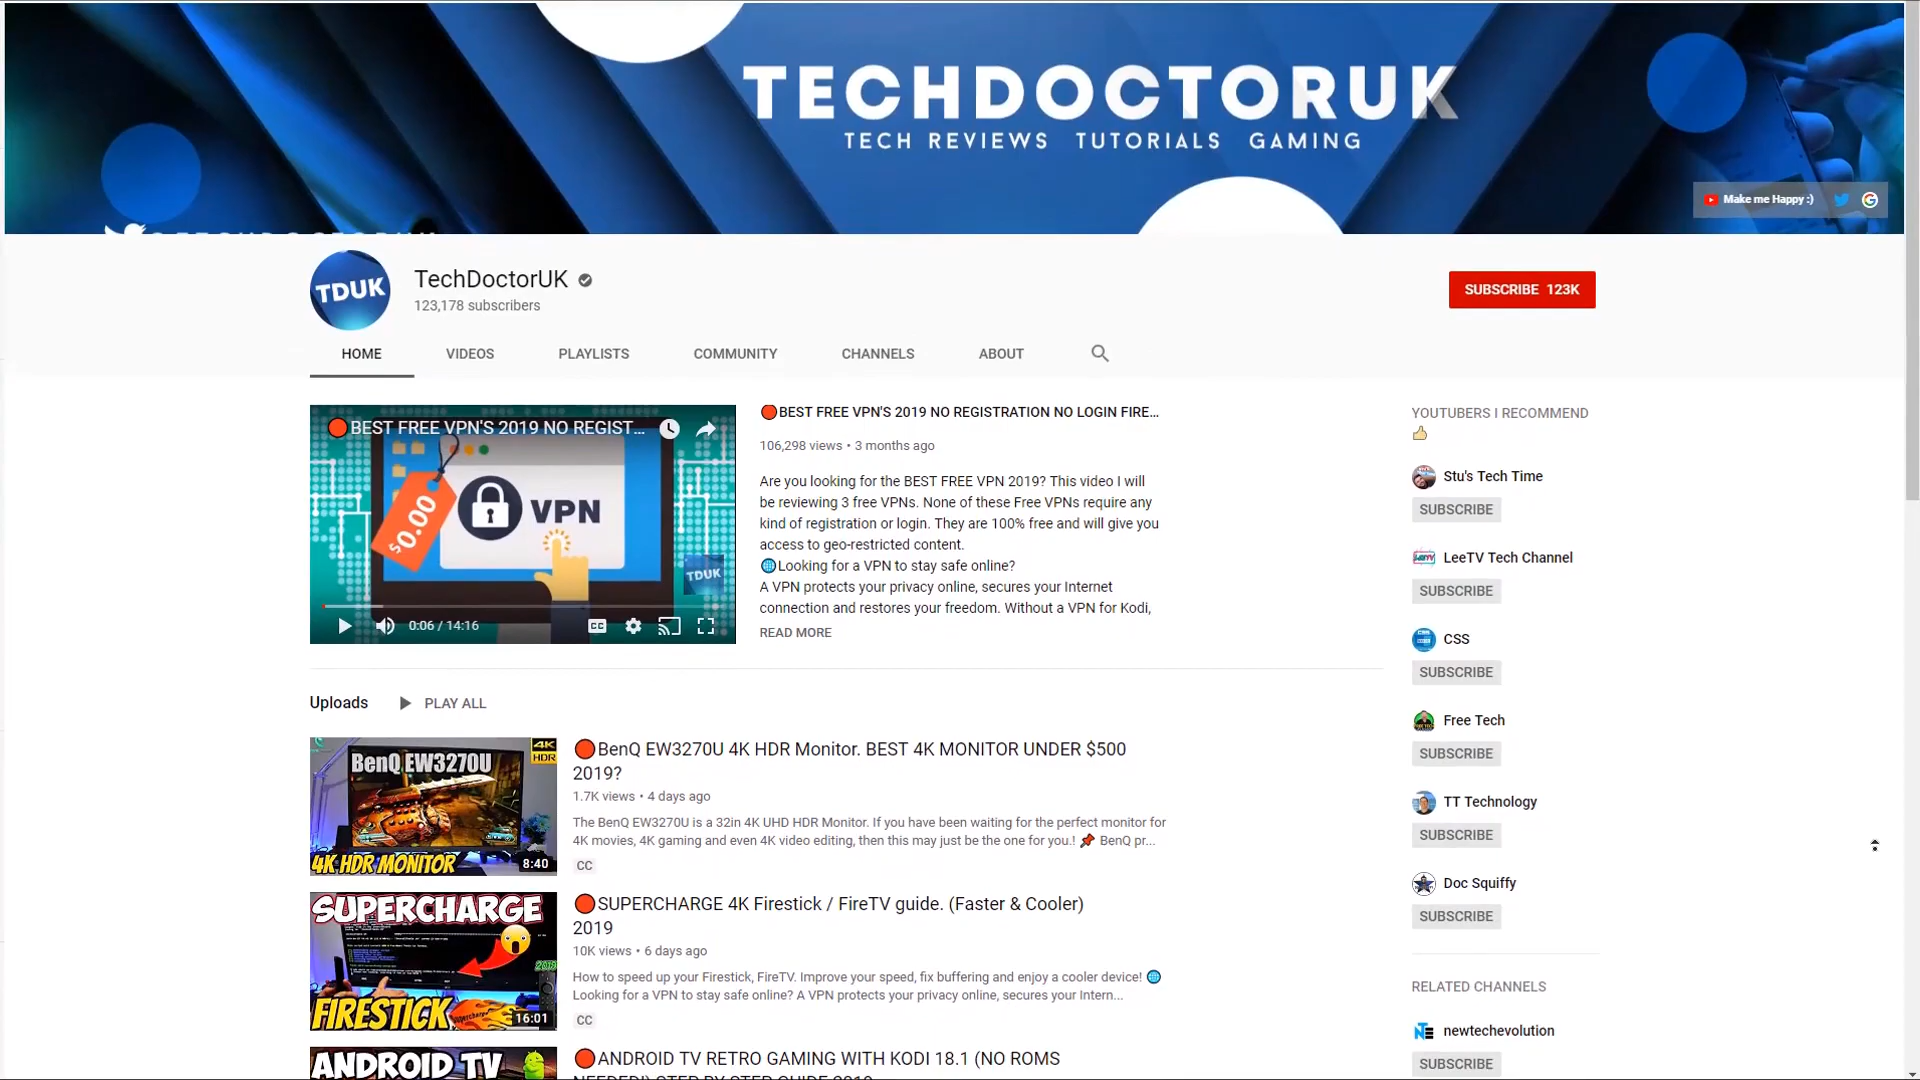 TECHDOCTORUK
TECH REVIEWS TUTORIALS GAMING
Make me Happy :)
TDUK
TechDoctorUK
123,178 subscribers
SUBSCRIBE 123K
HOME
VIDEOS
PLAYLISTS
COMMUNITY
CHANNELS
ABOUT
BEST FREE VPN'S 2019 NO REGIST...
$0.00
VPN
TDUK
0:06 / 14:16
CC
BEST FREE VPN'S 2019 NO REGISTRATION NO LOGIN FIRE...
106,298 views • 3 months ago
Are you looking for the BEST FREE VPN 2019? This video I will
be reviewing 3 free VPNs. None of these Free VPNs require any
kind of registration or login. They are 100% free and will give you
access to geo-restricted content.
Looking for a VPN to stay safe online?
A VPN protects your privacy online, secures your Internet
connection and restores your freedom. Without a VPN for Kodi,
READ MORE
Uploads
PLAY ALL
BenQ EW3270U
4K
HDR
4K HDR MONITOR
8:40
BenQ EW3270U 4K HDR Monitor. BEST 4K MONITOR UNDER $500
2019?
1.7K views • 4 days ago
The BenQ EW3270U is a 32in 4K UHD HDR Monitor. If you have been waiting for the perfect monitor for
4K movies, 4K gaming and even 4K video editing, then this may just be the one for you.! 📌 BenQ pr...
CC
SUPERCHARGE
2019
FIRESTICK
16:01
SUPERCHARGE 4K Firestick / FireTV guide. (Faster & Cooler)
2019
10K views • 6 days ago
How to speed up your Firestick, FireTV. Improve your speed, fix buffering and enjoy a cooler device! 🌐
Looking for a VPN to stay safe online? A VPN protects your privacy online, secures your Intern...
CC
ANDROID TV
ANDROID TV RETRO GAMING WITH KODI 18.1 (NO ROMS
YOUTUBERS I RECOMMEND
👍
Stu's Tech Time
SUBSCRIBE
LeeTV Tech Channel
SUBSCRIBE
CSS
SUBSCRIBE
Free Tech
SUBSCRIBE
TT Technology
SUBSCRIBE
Doc Squiffy
SUBSCRIBE
RELATED CHANNELS
newtechevolution
SUBSCRIBE